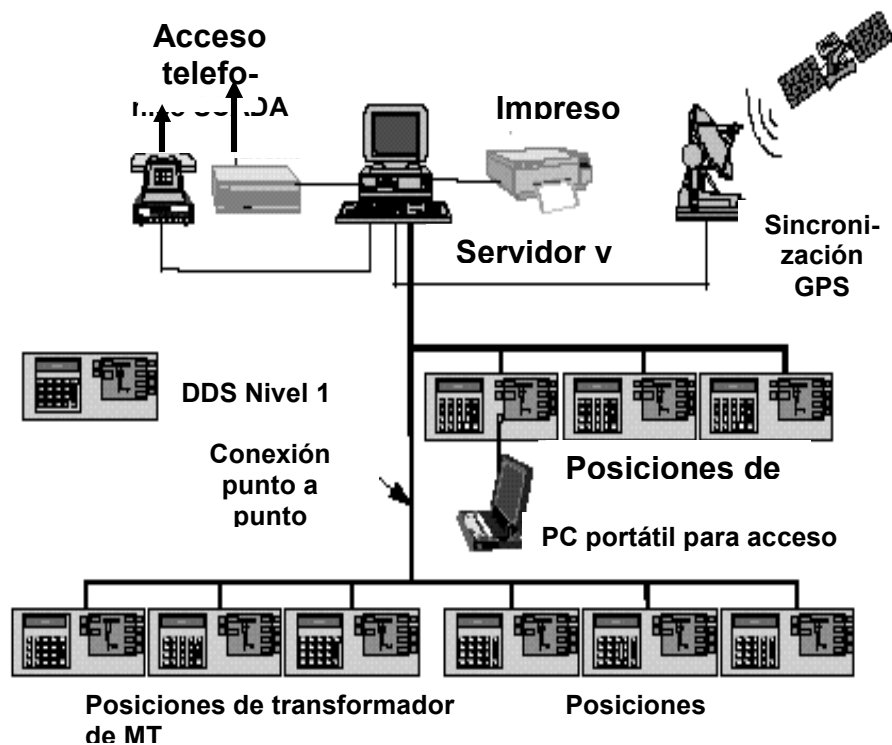 Acceso
telefo-
SCADA
Impreso
Servidor v
Sincroni-
zación
GPS
DDS Nivel 1
Conexión
punto a
punto
Posiciones de
PC portátil para acceso
Posiciones de transformador
de MT
Posiciones